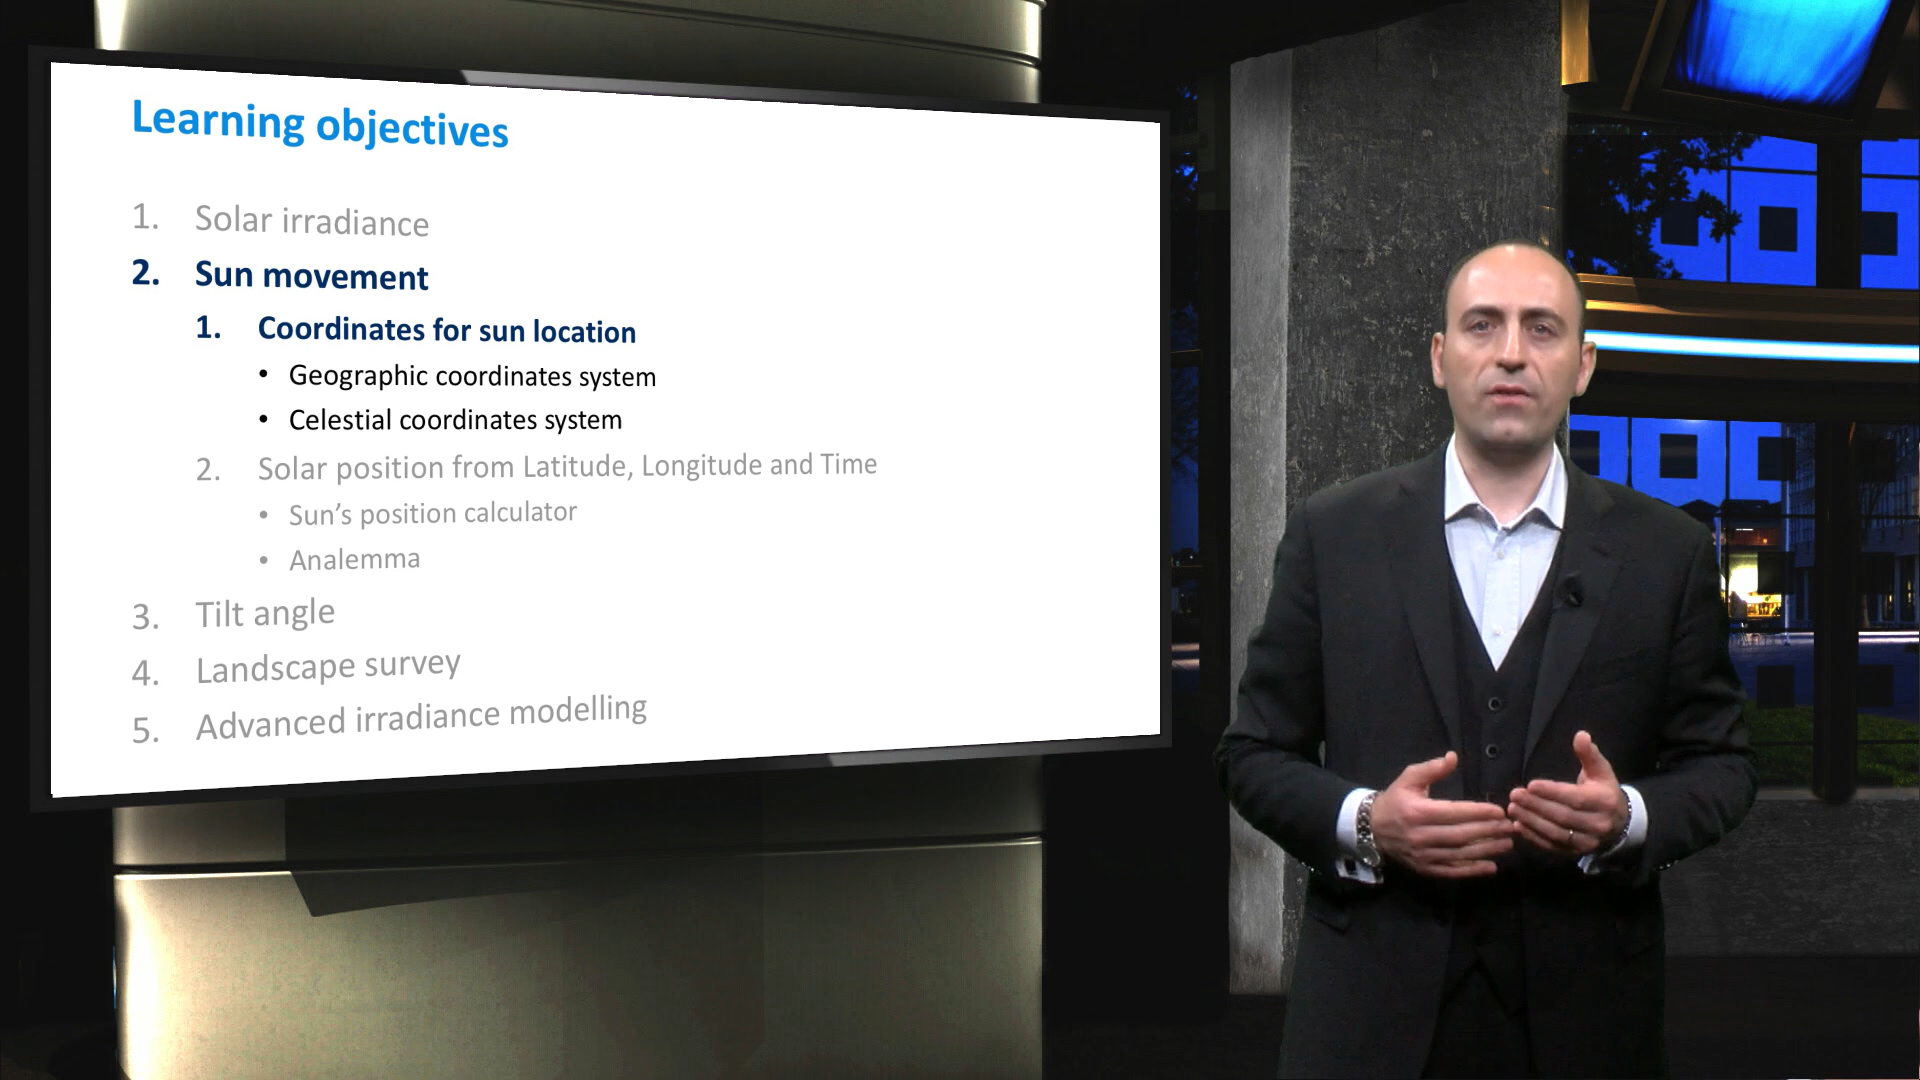 Learning objectives
1. Solar irradiance
2. Sun movement
1. Coordinates for sun location
• Geographic coordinates system
• Celestial coordinates system
2. Solar position from Latitude, Longitude and Time
• Sun’s position calculator
• Analemma
3. Tilt angle
4. Landscape survey
5. Advanced irradiance modelling